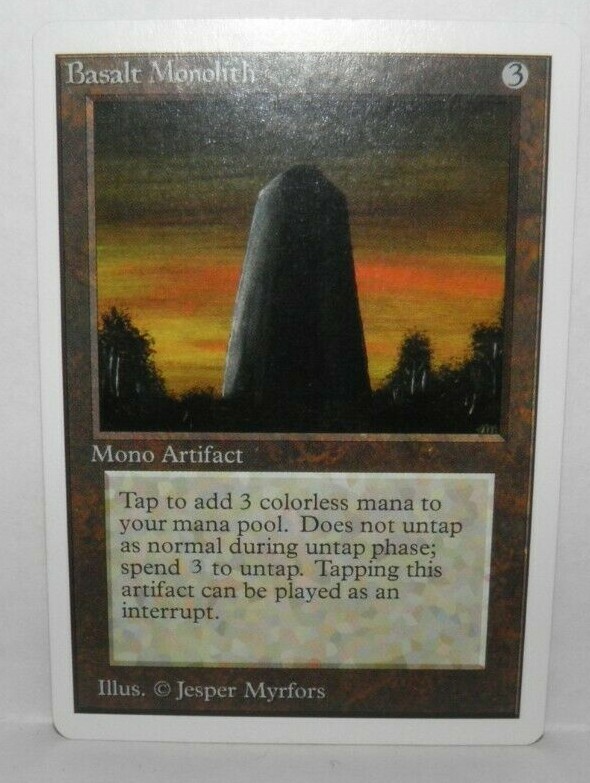 Basalt Monolith 3
Mono Artifact
Tap to add 3 colorless mana to
your mana pool. Does not untap
as normal during untap phase;
spend 3 to untap. Tapping this
artifact can be played as an
interrupt.
Illus. © Jesper Myrfors